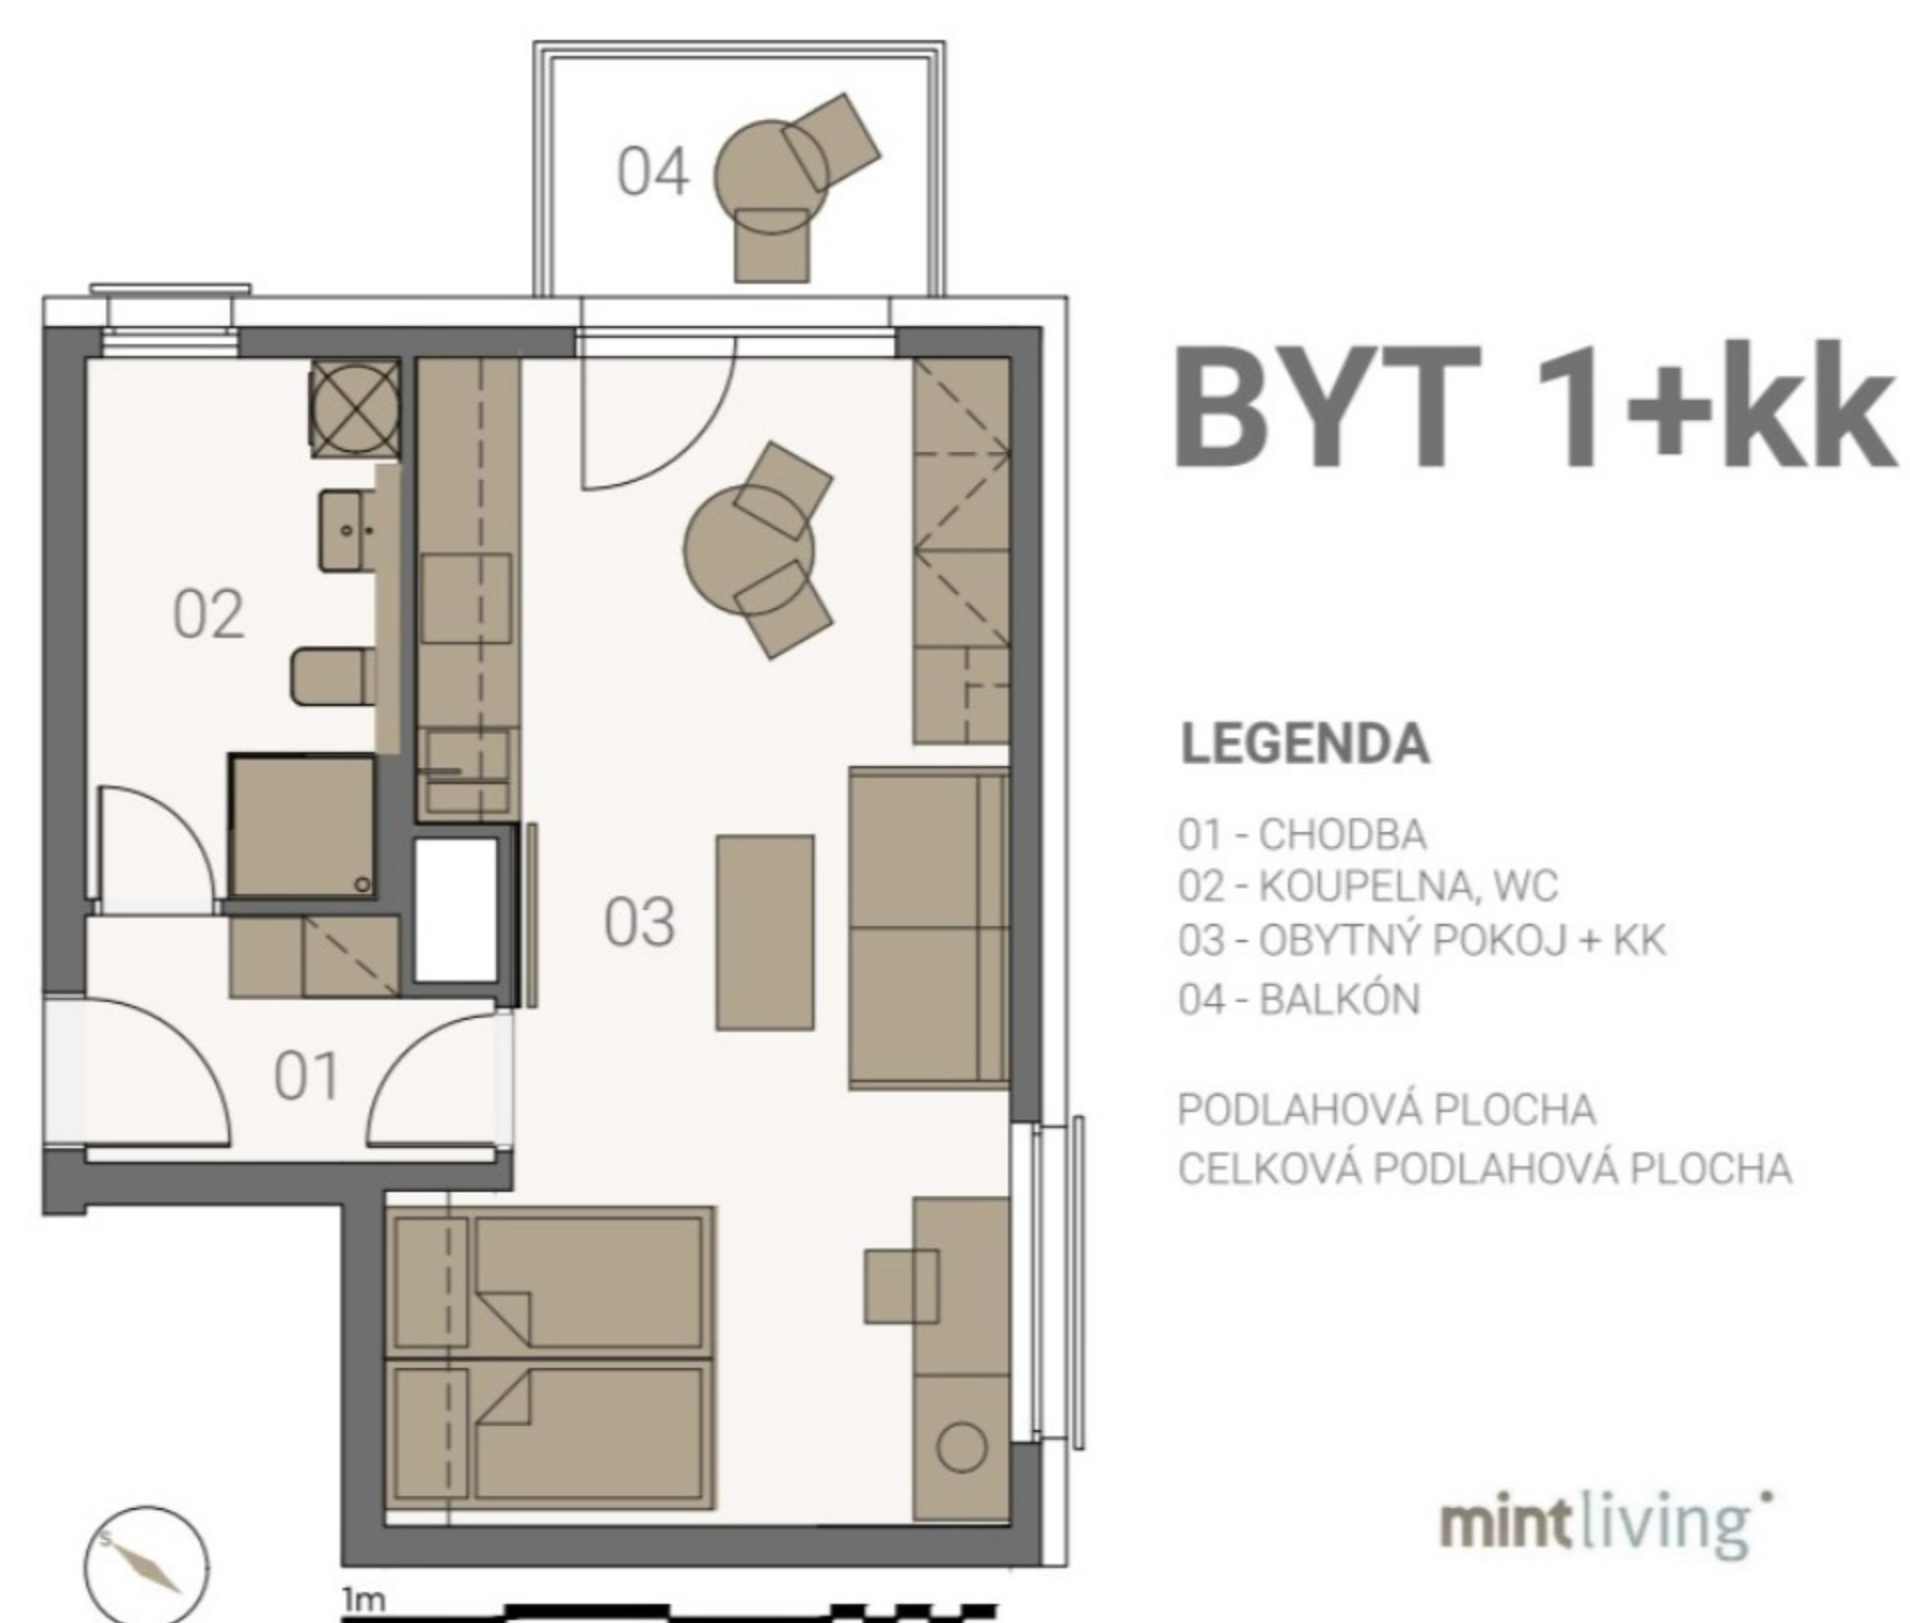 04
BYT 1+kk
02
LEGENDA
01 - CHODBA
02 - KOUPELNA, WC
03 - OBYTNÝ POKOJ + KK
04 - BALKÓN
03
01
PODLAHOVÁ PLOCHA
CELKOVÁ PODLAHOVÁ PLOCHA
mintliving
S
1m